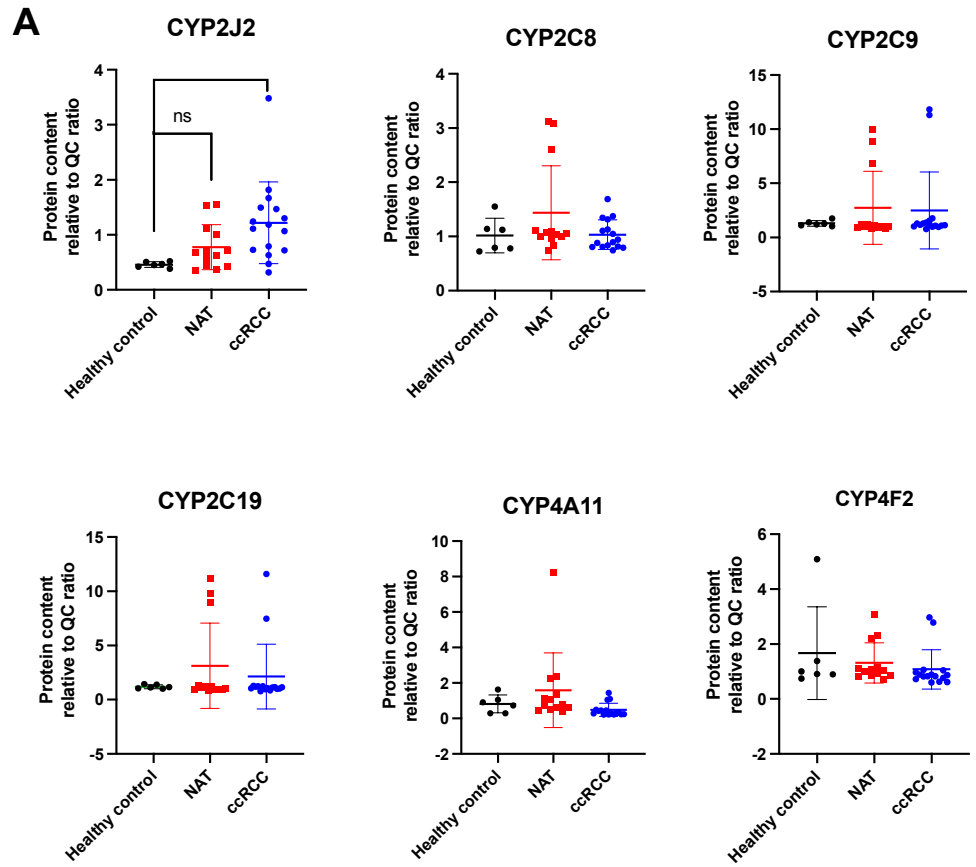 A
CYP2J2
Protein content
relative to QC ratio
4
3
2
1
0
ns
Healthy control
NAT
ccRCC
CYP2C8
Protein content
relative to QC ratio
4
3
2
1
0
Healthy control
NAT
ccRCC
CYP2C9
Protein content
relative to QC ratio
15
10
5
0
-5
Healthy control
NAT
ccRCC
CYP2C19
Protein content
relative to QC ratio
15
10
5
0
-5
Healthy control
NAT
ccRCC
CYP4A11
Protein content
relative to QC ratio
10
8
6
4
2
0
-2
Healthy control
NAT
ccRCC
CYP4F2
Protein content
relative to QC ratio
6
4
2
0
-2
Healthy control
NAT
ccRCC